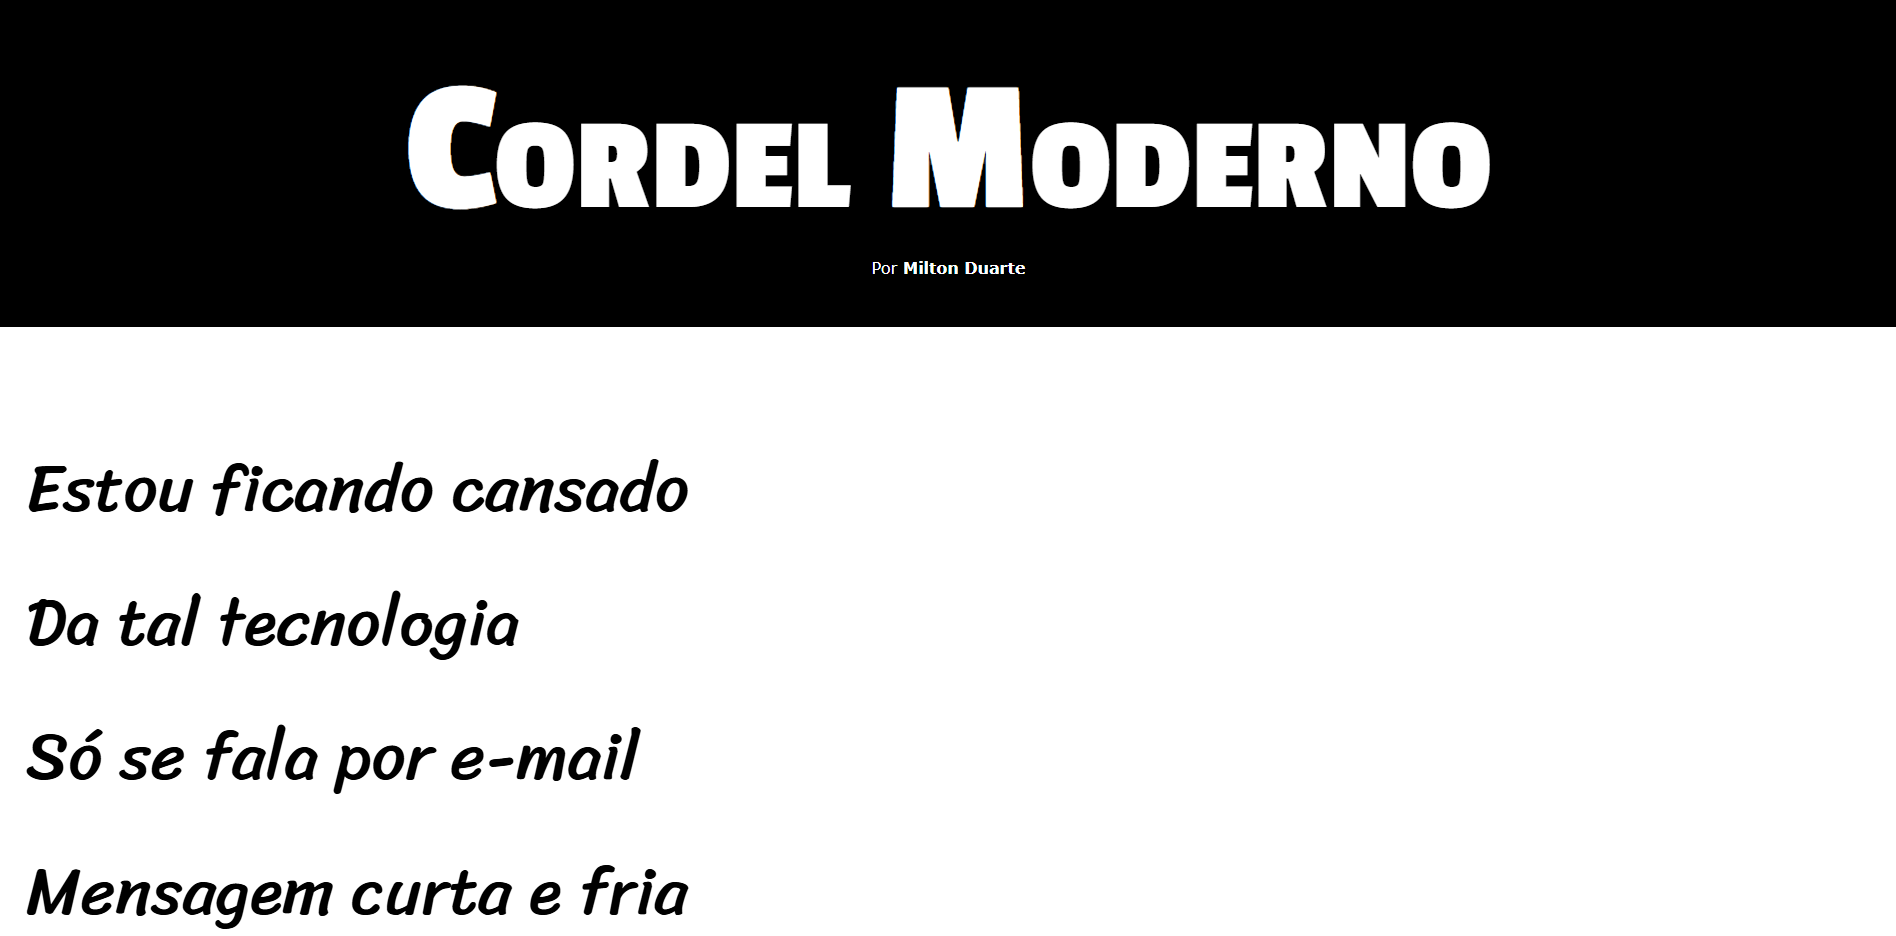 Cordel Moderno
Por Milton Duarte
Estou ficando cansado
Da tal tecnologia
Só se fala por e-mail
Mensagem curta e fria